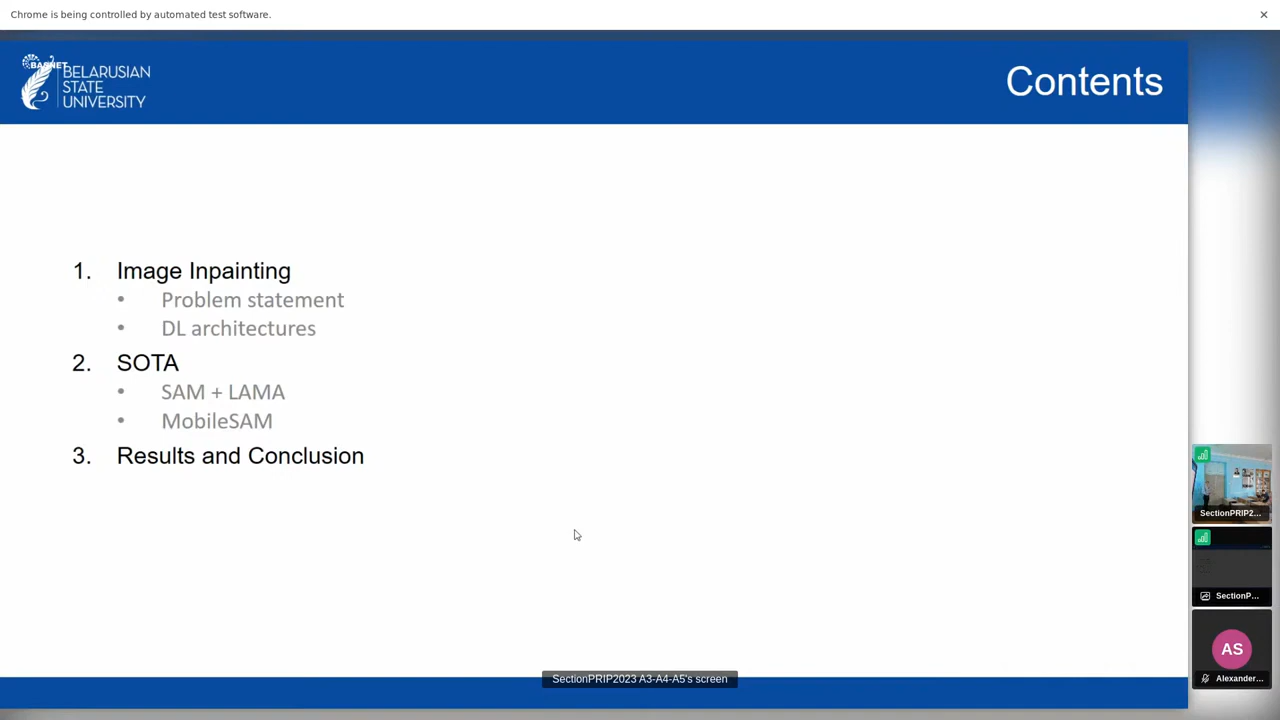 Chrome is being controlled by automated test software.
BASNET
BELARUSIAN
STATE
UNIVERSITY
Contents
1. Image Inpainting
• Problem statement
• DL architectures
2. SOTA
• SAM + LAMA
• MobileSAM
3. Results and Conclusion
SectionPRIP2...
SectionP...
AS
Alexander...
SectionPRIP2023 A3-A4-A5's screen